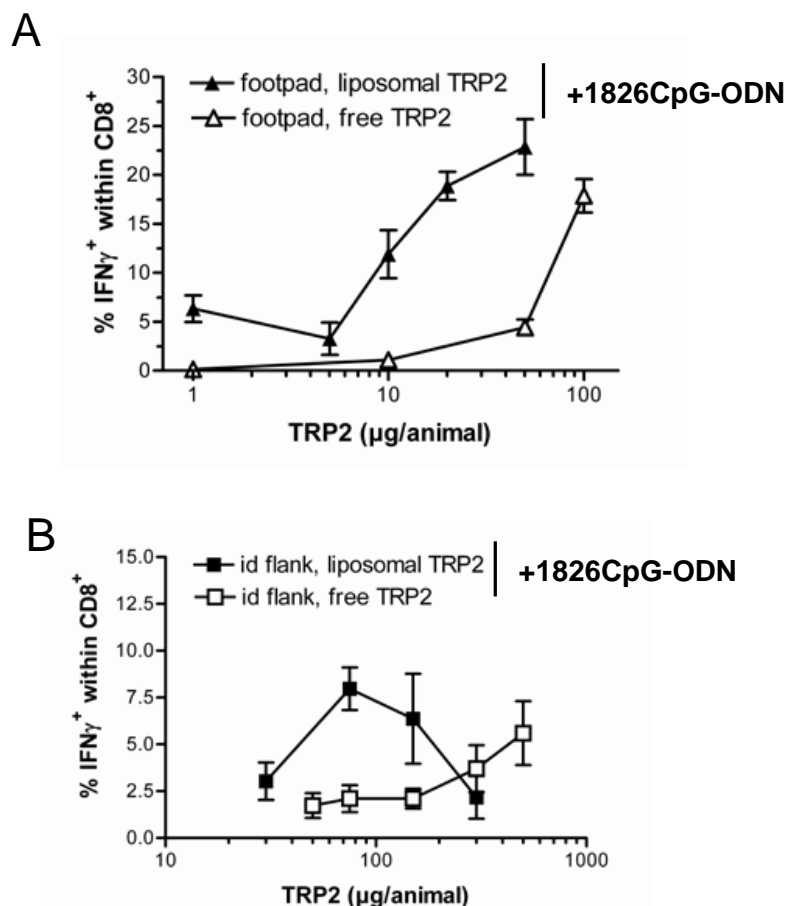 A
30
25
20
15
10
5
0
% IFNγ⁺ within CD8⁺
footpad, liposomal TRP2
footpad, free TRP2
+1826CpG-ODN
1 10 100
TRP2 (μg/animal)
B
15.0
12.5
10.0
7.5
5.0
2.5
0.0
% IFNγ⁺ within CD8⁺
id flank, liposomal TRP2
id flank, free TRP2
+1826CpG-ODN
10 100 1000
TRP2 (μg/animal)